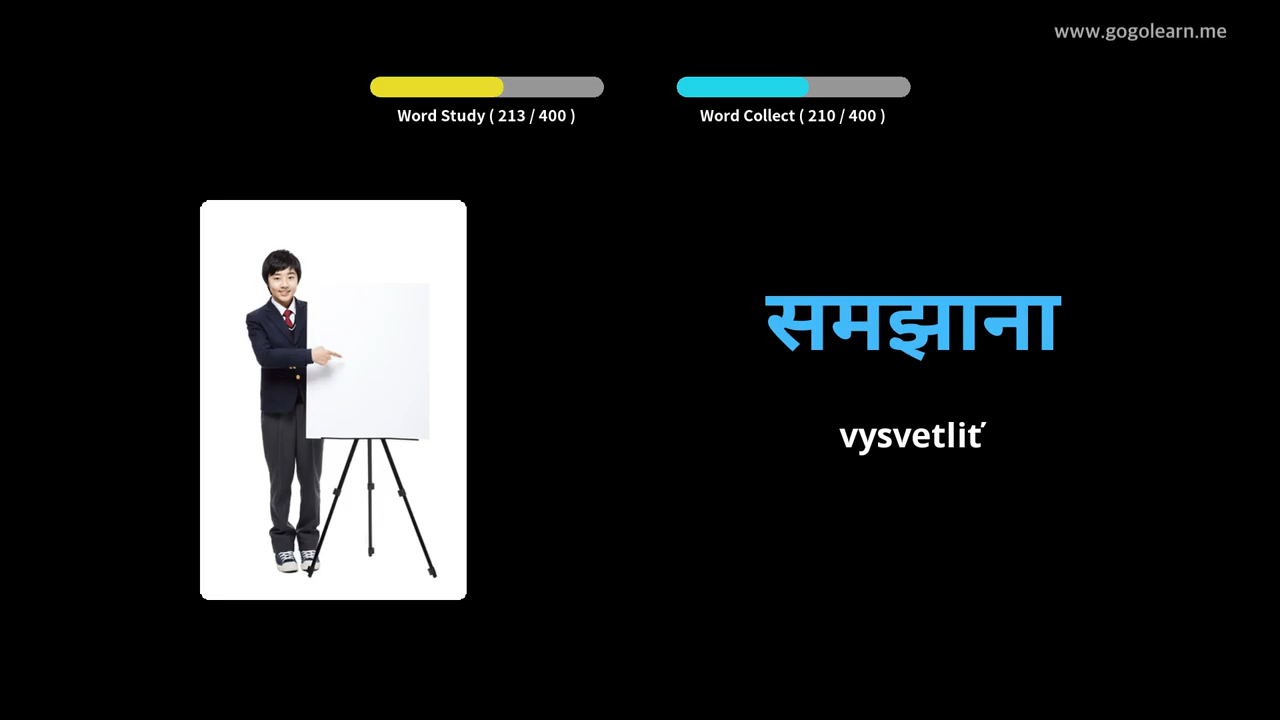 www.gogolearn.me
Word Study ( 213 / 400 )
Word Collect ( 210 / 400 )
समझाना
vysvetliť